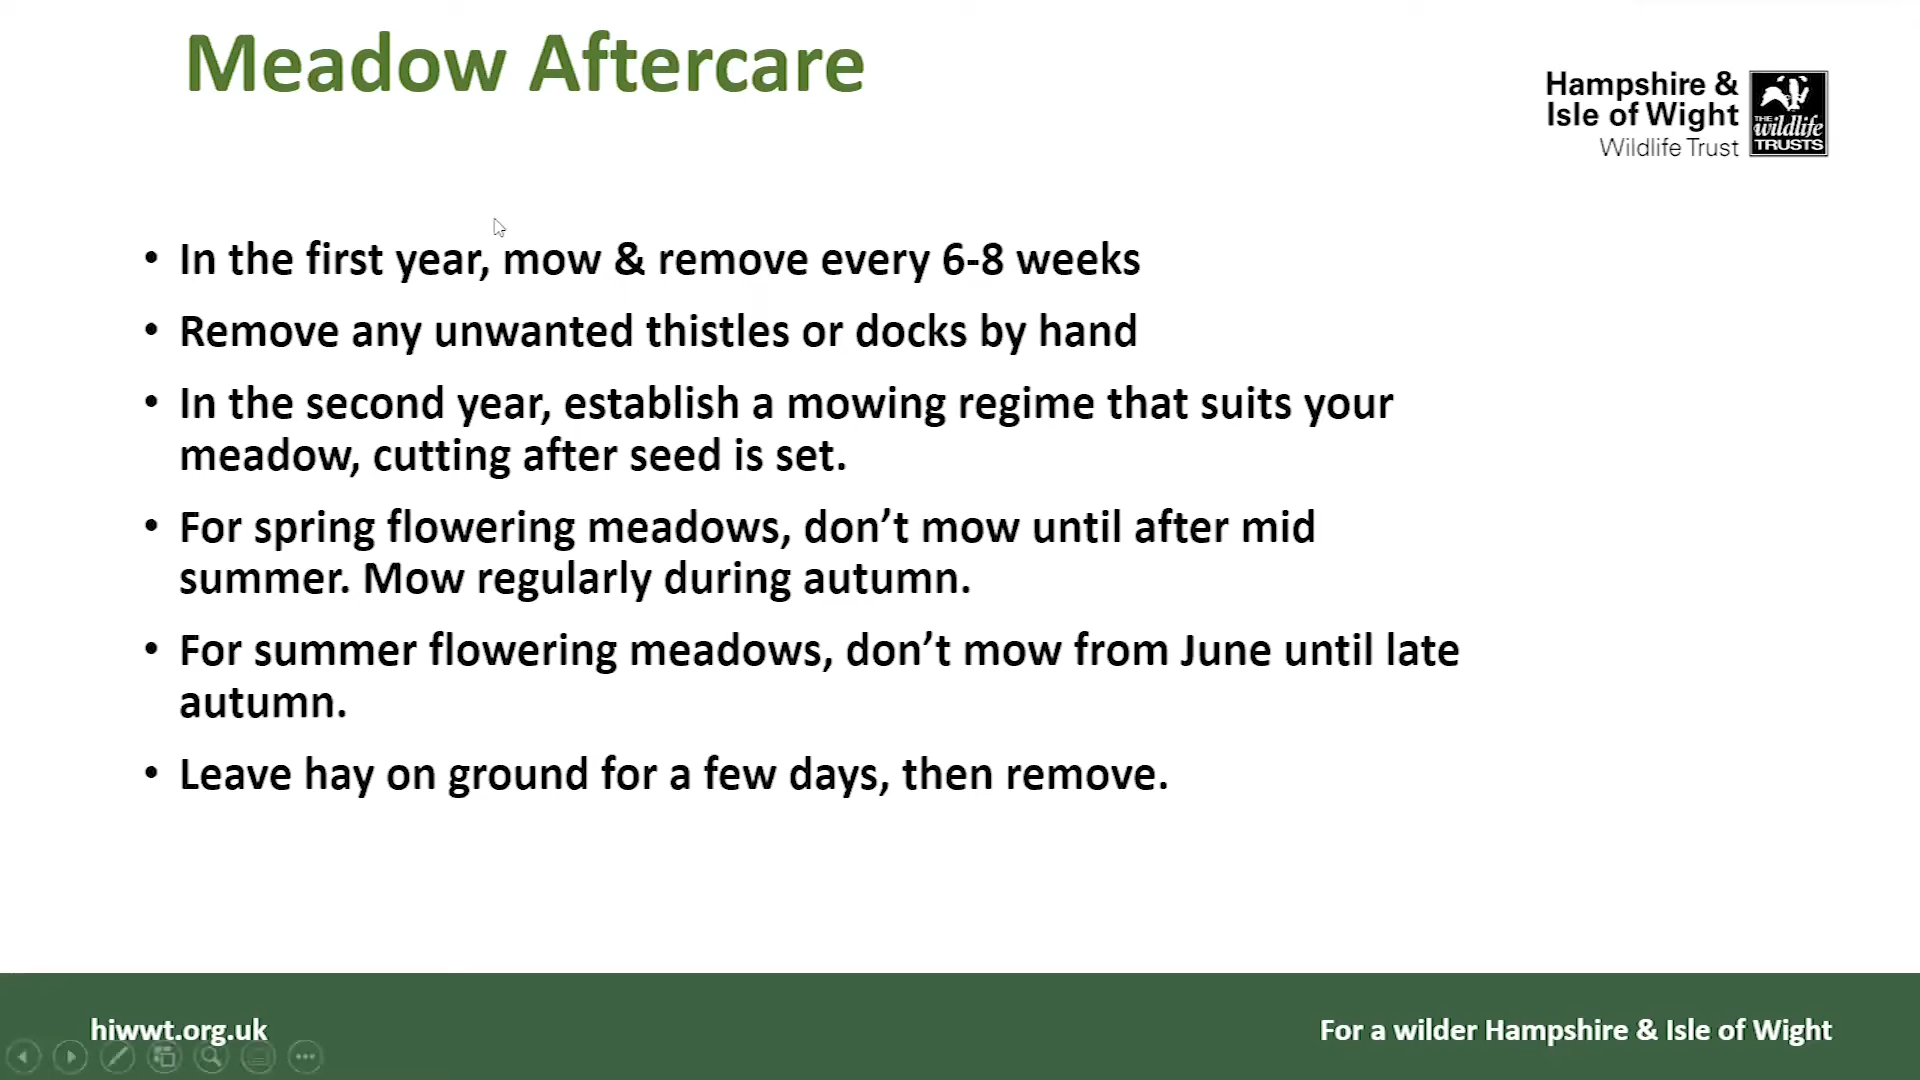 Meadow Aftercare
Hampshire &
Isle of Wight
Wildlife Trust
THE
wildlife
TRUSTS
• In the first year, mow & remove every 6-8 weeks
• Remove any unwanted thistles or docks by hand
• In the second year, establish a mowing regime that suits your
meadow, cutting after seed is set.
• For spring flowering meadows, don’t mow until after mid
summer. Mow regularly during autumn.
• For summer flowering meadows, don’t mow from June until late
autumn.
• Leave hay on ground for a few days, then remove.
hiwwt.org.uk
For a wilder Hampshire & Isle of Wight